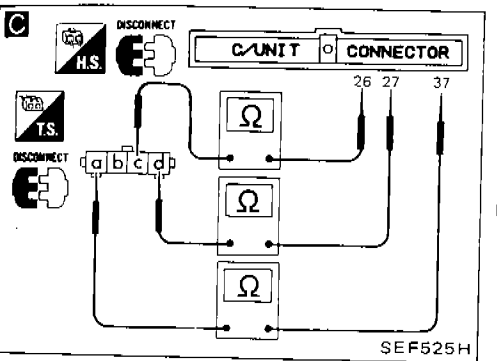 C
DISCONNECT
H.S.
C/UNIT CONNECTOR
26 27 37
T.S.
DISCONNECT
a b c d
Ω
Ω
Ω
SEF525H